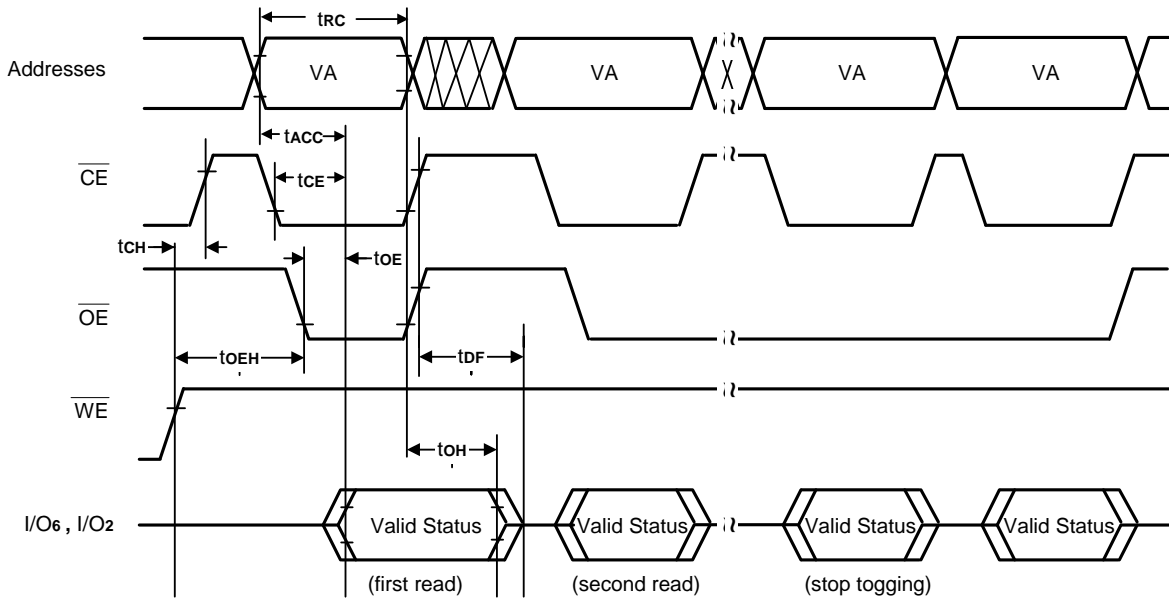 tRC
Addresses VA VA VA VA
tACC
CE
tCE
tCH
tOE
OE
tOEH
tDF
WE
tOH
I/O6 , I/O2 Valid Status Valid Status Valid Status Valid Status
(first read) (second read) (stop togging)